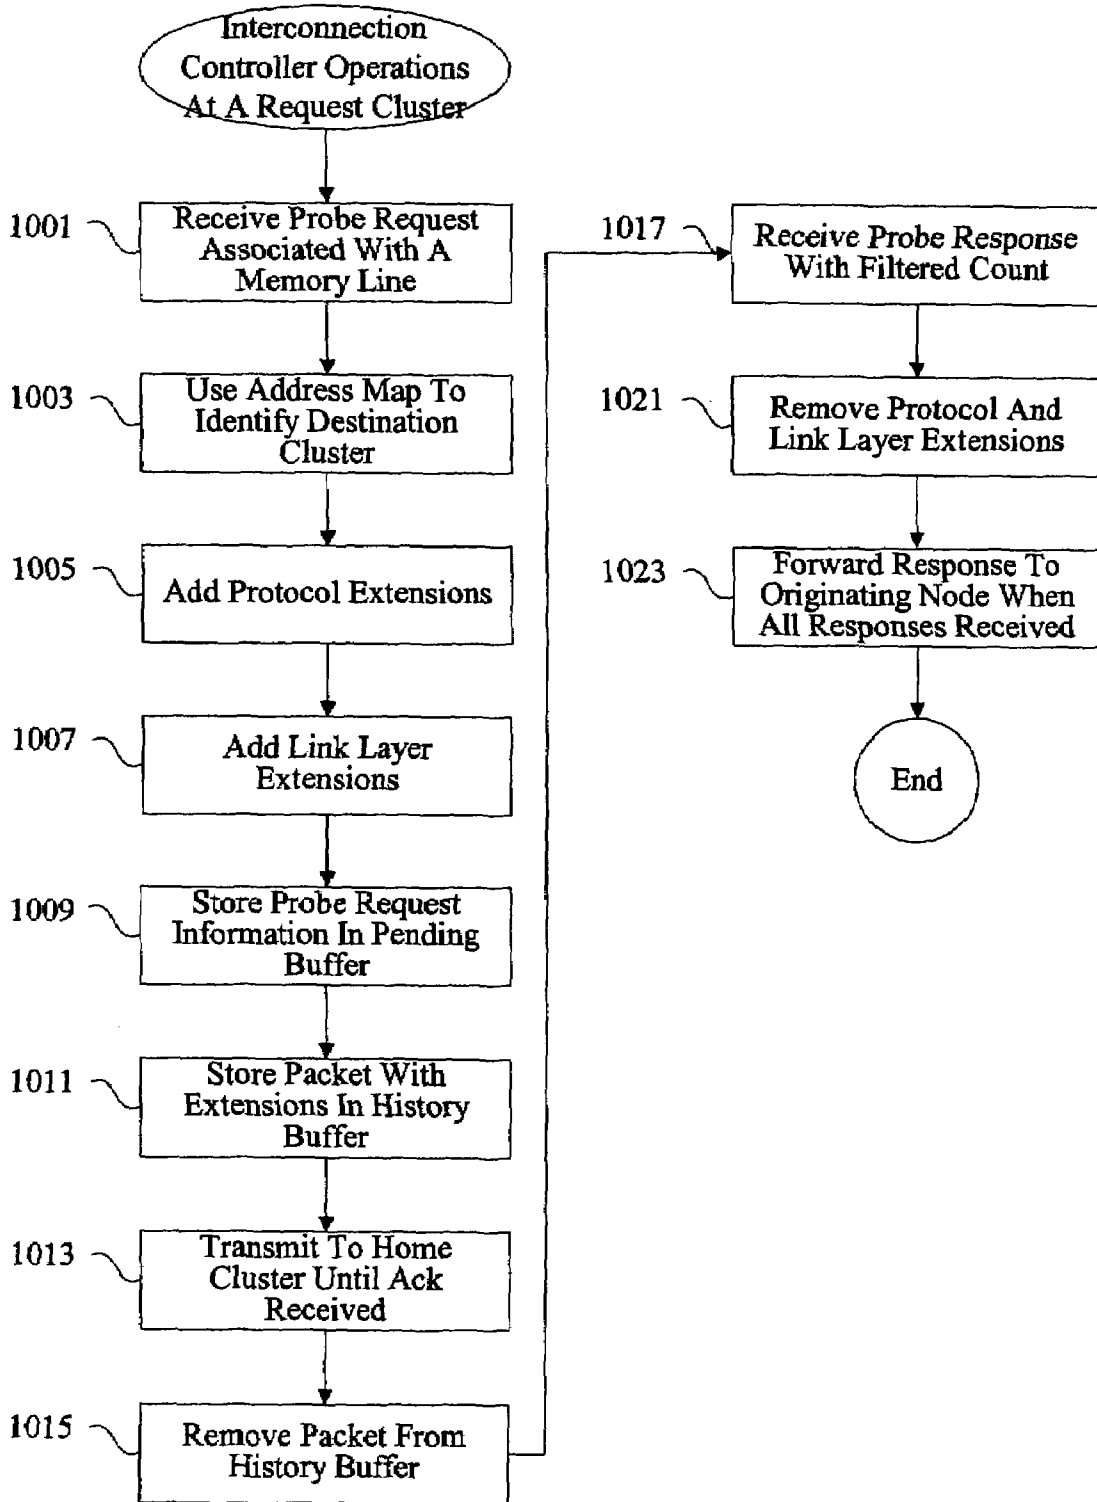 Interconnection
Controller Operations
At A Request Cluster
1001
Receive Probe Request
Associated With A
Memory Line
1003
Use Address Map To
Identify Destination
Cluster
1005
Add Protocol Extensions
1007
Add Link Layer
Extensions
1009
Store Probe Request
Information In Pending
Buffer
1011
Store Packet With
Extensions In History
Buffer
1013
Transmit To Home
Cluster Until Ack
Received
1015
Remove Packet From
History Buffer
1017
Receive Probe Response
With Filtered Count
1021
Remove Protocol And
Link Layer Extensions
1023
Forward Response To
Originating Node When
All Responses Received
End